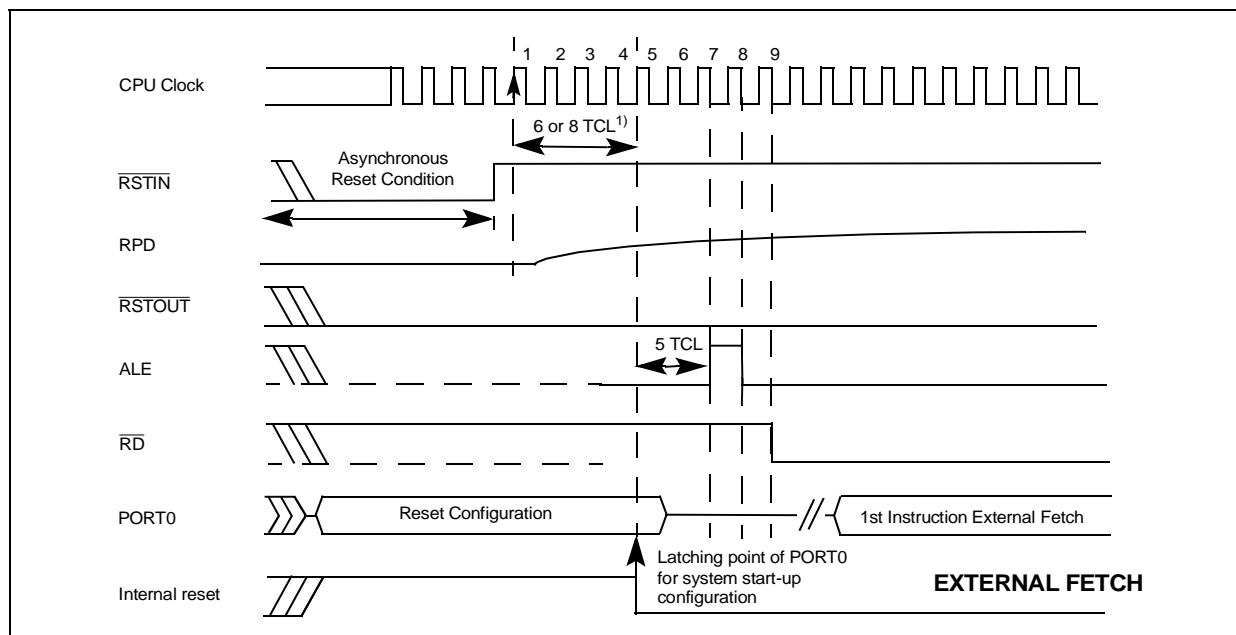 1 2 3 4 5 6 7 8 9
CPU Clock
6 or 8 TCL1)
Asynchronous
Reset Condition
RSTIN
RPD
RSTOUT
5 TCL
ALE
RD
PORT0
Reset Configuration
1st Instruction External Fetch
Latching point of PORT0
for system start-up
configuration
Internal reset
EXTERNAL FETCH